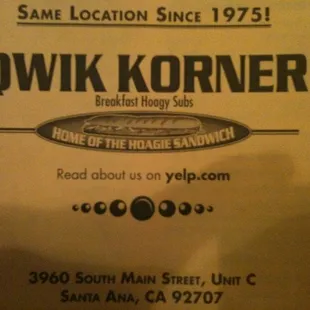 SAME LOCATION SINCE 1975!
QWIK KORNER
Breakfast Hoagy Subs
HOME OF THE HOAGIE SANDWICH
Read about us on yelp.com
3960 SOUTH MAIN STREET, UNIT C
SANTA ANA, CA 92707